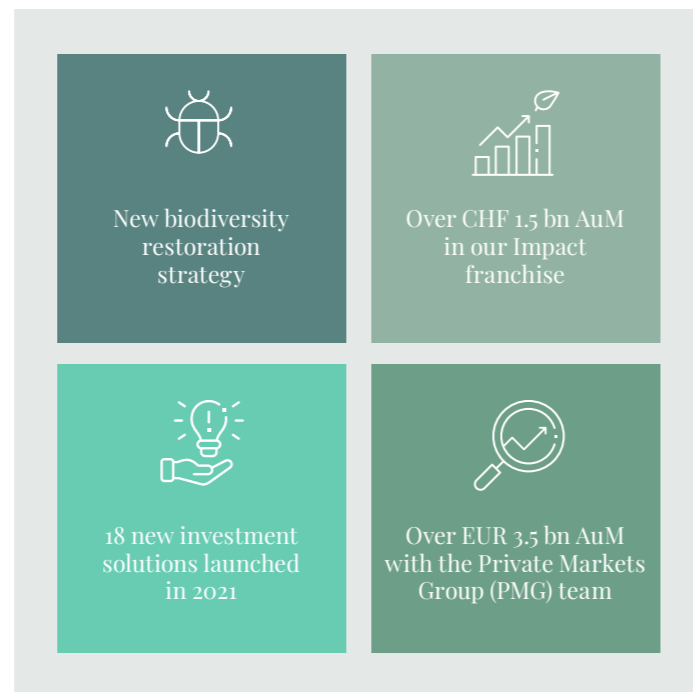 New biodiversity
restoration
strategy
Over CHF 1.5 bn AuM
in our Impact
franchise
18 new investment
solutions launched
in 2021
Over EUR 3.5 bn AuM
with the Private Markets
Group (PMG) team